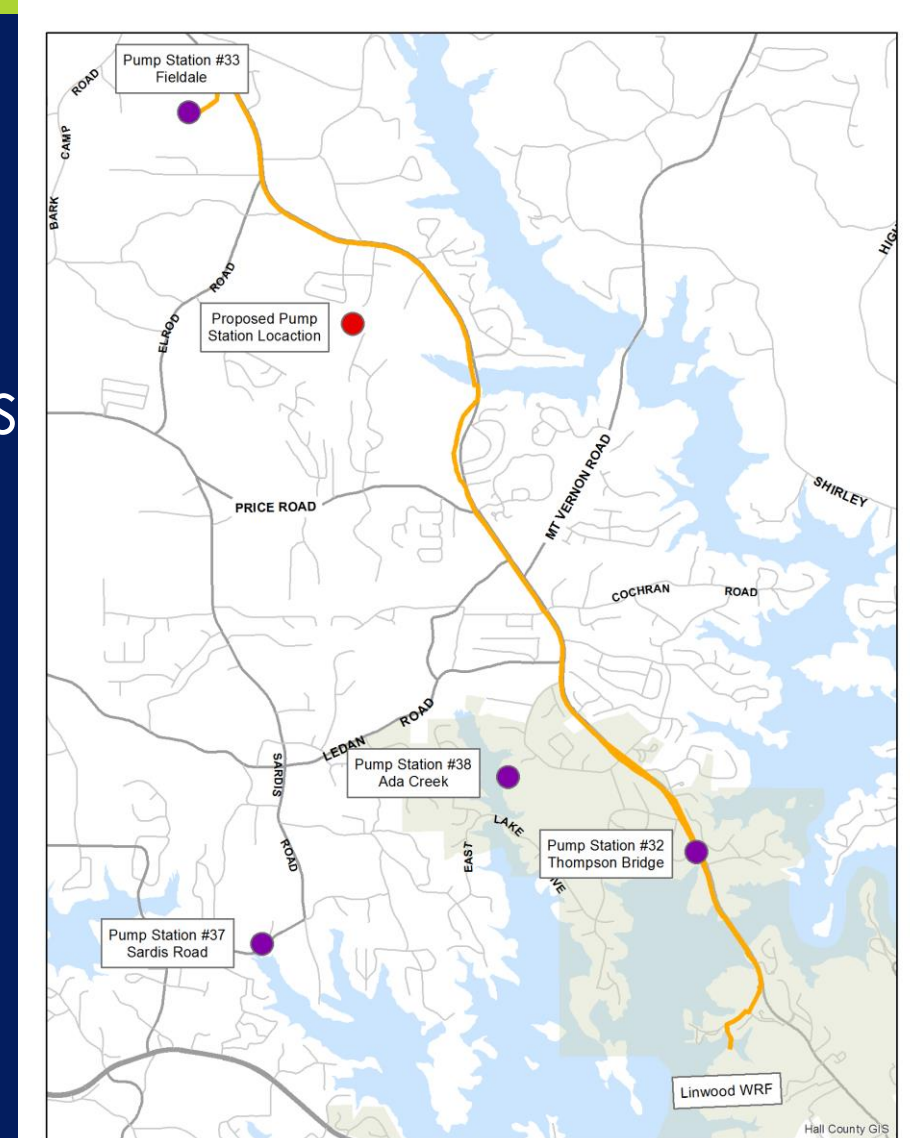 Pump Station #33
Fieldale
ROAD
CAMP
BARK
HIGH
ELROD ROAD
Proposed Pump
Station Locaction
S
PRICE ROAD
MT VERNON ROAD
SHIRLEY
COCHRAN ROAD
LEDAN ROAD
SARDIS
ROAD
Pump Station #38
Ada Creek
LAKE
EAST
Pump Station #32
Thompson Bridge
Pump Station #37
Sardis Road
Linwood WRF
Hall County GIS